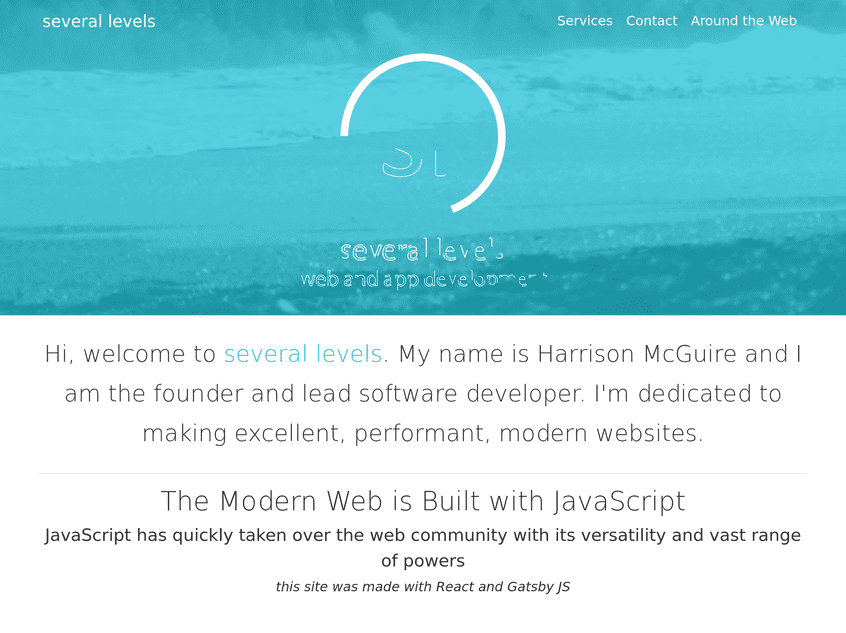 several levels
Services Contact Around the Web
several levels
web and app development
Hi, welcome to several levels. My name is Harrison McGuire and I
am the founder and lead software developer. I'm dedicated to
making excellent, performant, modern websites.
The Modern Web is Built with JavaScript
JavaScript has quickly taken over the web community with its versatility and vast range
of powers
this site was made with React and Gatsby JS